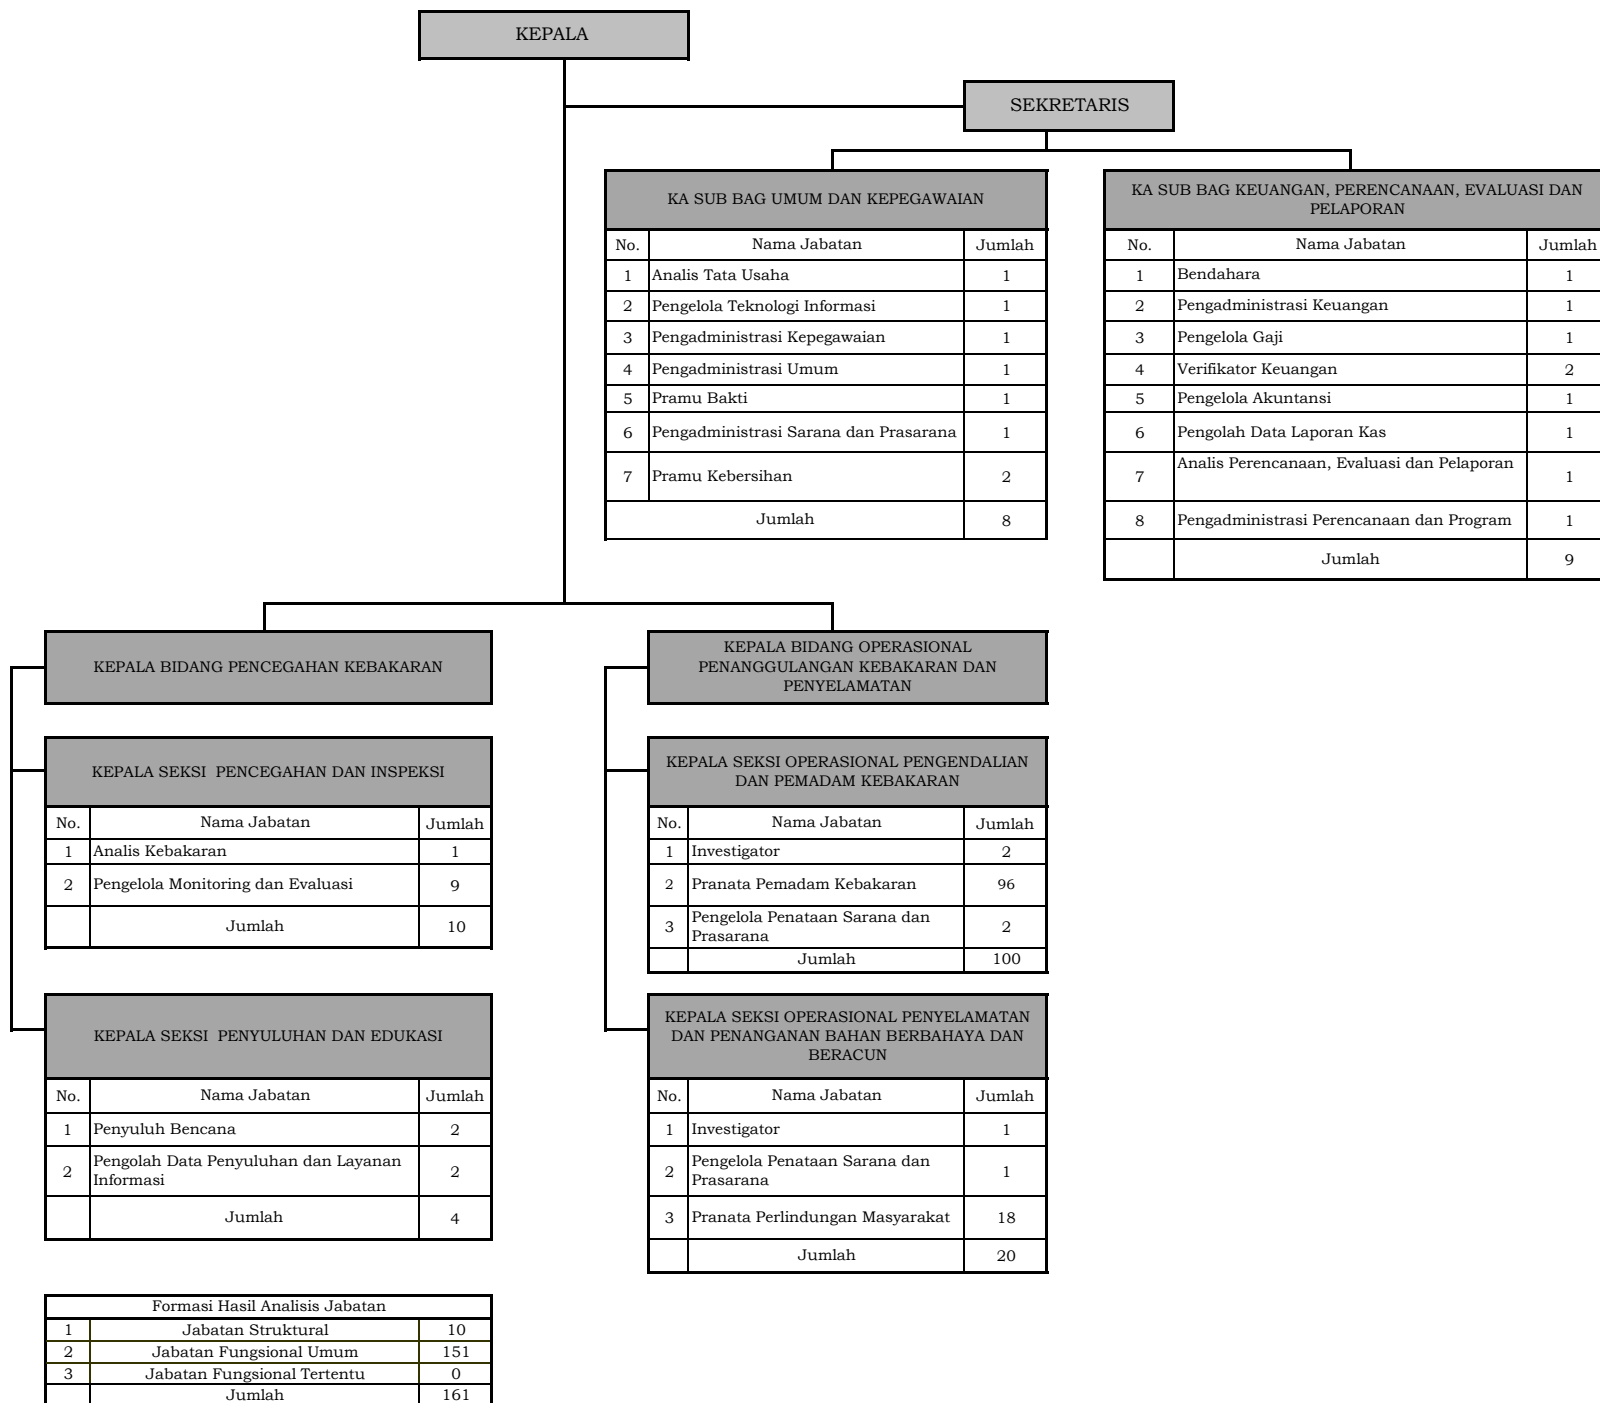 KEPALA
SEKRETARIS
KA SUB BAG UMUM DAN KEPEGAWAIAN
No. Nama Jabatan Jumlah
1 Analis Tata Usaha 1
2 Pengelola Teknologi Informasi 1
3 Pengadministrasi Kepegawaian 1
4 Pengadministrasi Umum 1
5 Pramu Bakti 1
6 Pengadministrasi Sarana dan Prasarana 1
7 Pramu Kebersihan 2
Jumlah 8
KA SUB BAG KEUANGAN, PERENCANAAN, EVALUASI DAN
PELAPORAN
No. Nama Jabatan Jumlah
1 Bendahara 1
2 Pengadministrasi Keuangan 1
3 Pengelola Gaji 1
4 Verifikator Keuangan 2
5 Pengelola Akuntansi 1
6 Pengolah Data Laporan Kas 1
7 Analis Perencanaan, Evaluasi dan Pelaporan 1
8 Pengadministrasi Perencanaan dan Program 1
Jumlah 9
KEPALA BIDANG PENCEGAHAN KEBAKARAN
KEPALA SEKSI  PENCEGAHAN DAN INSPEKSI
No. Nama Jabatan Jumlah
1 Analis Kebakaran 1
2 Pengelola Monitoring dan Evaluasi 9
Jumlah 10
KEPALA SEKSI  PENYULUHAN DAN EDUKASI
No. Nama Jabatan Jumlah
1 Penyuluh Bencana 2
2 Pengolah Data Penyuluhan dan Layanan
Informasi 2
Jumlah 4
KEPALA BIDANG OPERASIONAL
PENANGGULANGAN KEBAKARAN DAN
PENYELAMATAN
KEPALA SEKSI OPERASIONAL PENGENDALIAN
DAN PEMADAM KEBAKARAN
No. Nama Jabatan Jumlah
1 Investigator 2
2 Pranata Pemadam Kebakaran 96
3 Pengelola Penataan Sarana dan
Prasarana 2
Jumlah 100
KEPALA SEKSI OPERASIONAL PENYELAMATAN
DAN PENANGANAN BAHAN BERBAHAYA DAN
BERACUN
No. Nama Jabatan Jumlah
1 Investigator 1
2 Pengelola Penataan Sarana dan
Prasarana 1
3 Pranata Perlindungan Masyarakat 18
Jumlah 20
Formasi Hasil Analisis Jabatan
1 Jabatan Struktural 10
2 Jabatan Fungsional Umum 151
3 Jabatan Fungsional Tertentu 0
Jumlah 161